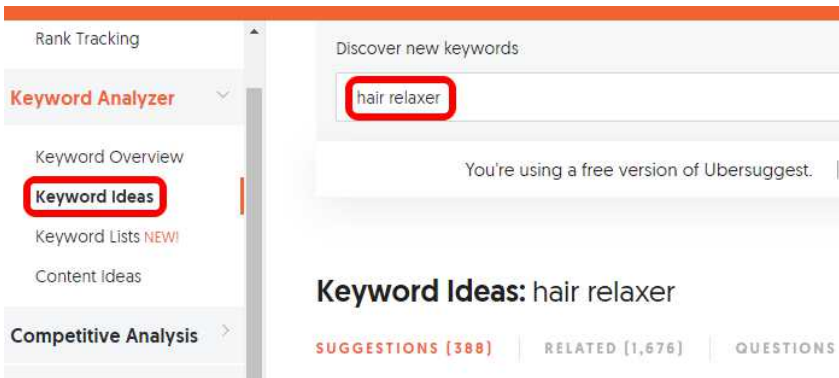 Rank Tracking
Keyword Analyzer
Keyword Overview
Keyword Ideas
Keyword Lists NEW!
Content Ideas
Competitive Analysis
Discover new keywords
hair relaxer
You're using a free version of Ubersuggest.
Keyword Ideas: hair relaxer
SUGGESTIONS (388) RELATED (1,676) QUESTIONS